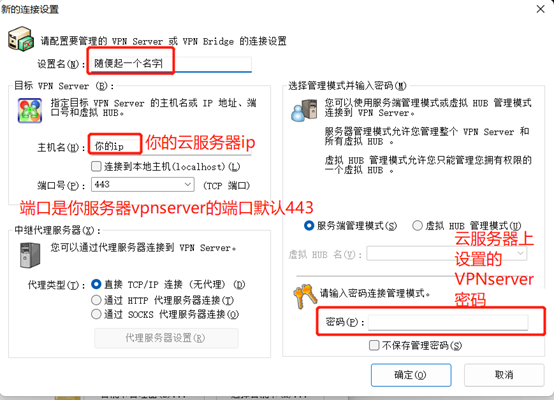 新的连接设置
请配置要管理的 VPN Server 或 VPN Bridge 的连接设置
设置名(N): 随便起一个名字
目标 VPN Server (B):
指定目标 VPN Server 的主机名或 IP 地址、端
口号和虚拟 HUB。
主机名(H): 你的ip
你的云服务器ip
连接到本地主机(localhost)(L)
端口号(P): 443 (TCP 端口)
端口是你服务器vpnserver的端口默认443
中继代理服务器(X):
您可以通过代理服务器连接到 VPN Server。
代理类型(T): 直接 TCP/IP 连接 (无代理) (D)
通过 HTTP 代理服务器连接(T)
通过 SOCKS 代理服务器连接(O)
代理服务器设置(R)
选择管理模式并输入密码(M):
您可以使用服务端管理模式或虚拟 HUB 管理模式
连接到 VPN Server。
服务器管理模式允许您管理整个 VPN Server 和
所有虚拟 HUB 。
虚拟 HUB 管理模式允许您只能管理您拥有权限的
一个虚拟 HUB。
服务端管理模式(S) 虚拟 HUB 管理模式(U)
虚拟 HUB 名(V):
云服务器上
设置的
VPNserver
密码
请输入密码连接管理模式。
密码(P):
不保存管理密码(S)
确定(O) 取消